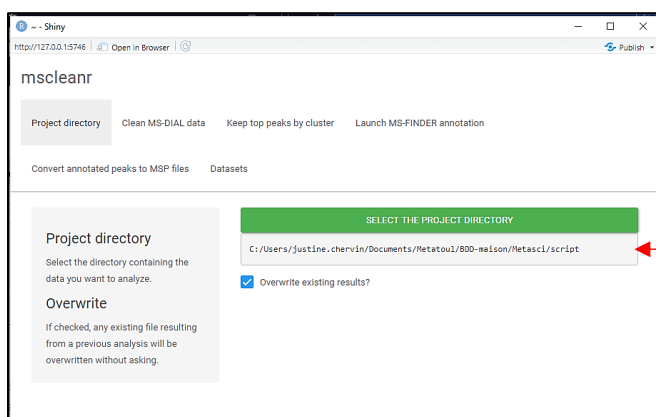 ~ - Shiny
http://127.0.0.1:5746 Open in Browser Publish
mscleanr
Project directory Clean MS-DIAL data Keep top peaks by cluster Launch MS-FINDER annotation
Convert annotated peaks to MSP files Datasets
SELECT THE PROJECT DIRECTORY
C:/Users/justine.chervin/Documents/Metatoul/BDD-maison/Metasci/script
Overwrite existing results?
Project directory
Select the directory containing the
data you want to analyze.
Overwrite
If checked, any existing file resulting
from a previous analysis will be
overwritten without asking.